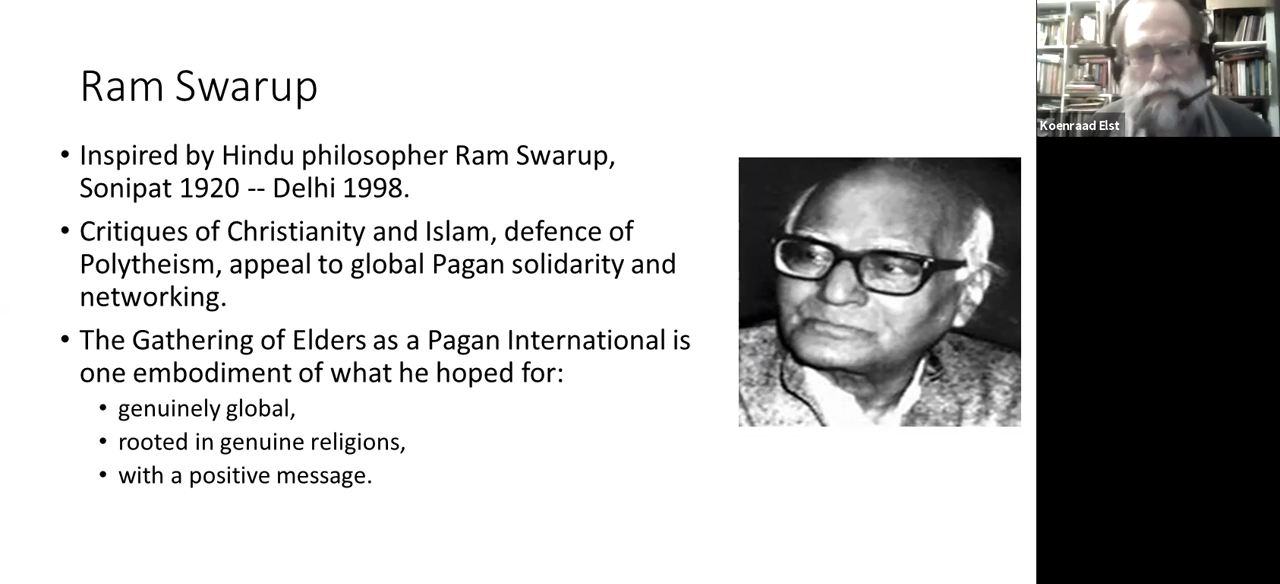 Ram Swarup
• Inspired by Hindu philosopher Ram Swarup,
Sonipat 1920 -- Delhi 1998.
• Critiques of Christianity and Islam, defence of
Polytheism, appeal to global Pagan solidarity and
networking.
• The Gathering of Elders as a Pagan International is
one embodiment of what he hoped for:
• genuinely global,
• rooted in genuine religions,
• with a positive message.
Koenraad Elst